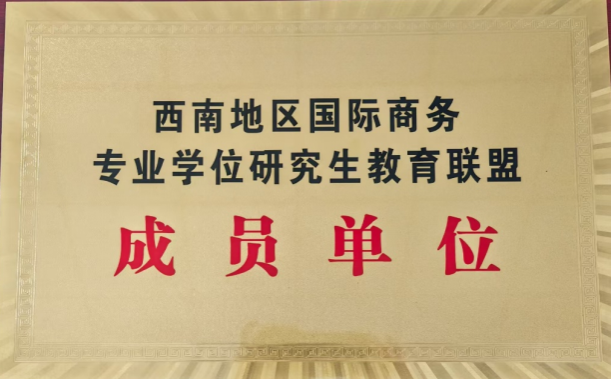 西南地区国际商务
专业学位研究生教育联盟
成员单位